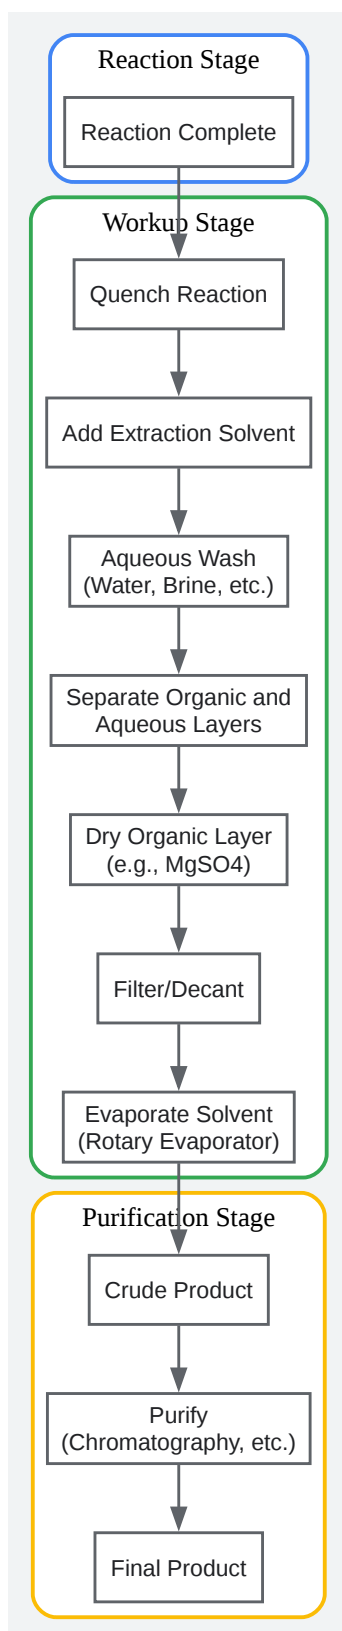 Reaction Stage
Reaction Complete
Workup Stage
Quench Reaction
Add Extraction Solvent
Aqueous Wash
(Water, Brine, etc.)
Separate Organic and
Aqueous Layers
Dry Organic Layer
(e.g., MgSO4)
Filter/Decant
Evaporate Solvent
(Rotary Evaporator)
Purification Stage
Crude Product
Purify
(Chromatography, etc.)
Final Product